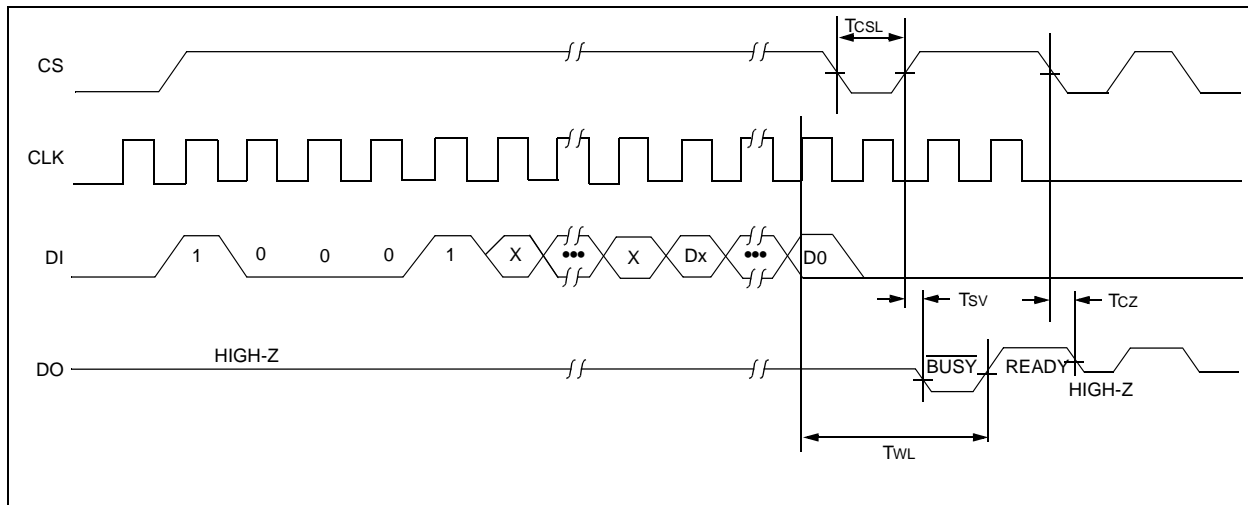 TCSL
CS
CLK
DI 1 0 0 0 1 X ••• X Dx ••• D0
TSV TCZ
HIGH-Z BUSY READY
DO HIGH-Z
TWL